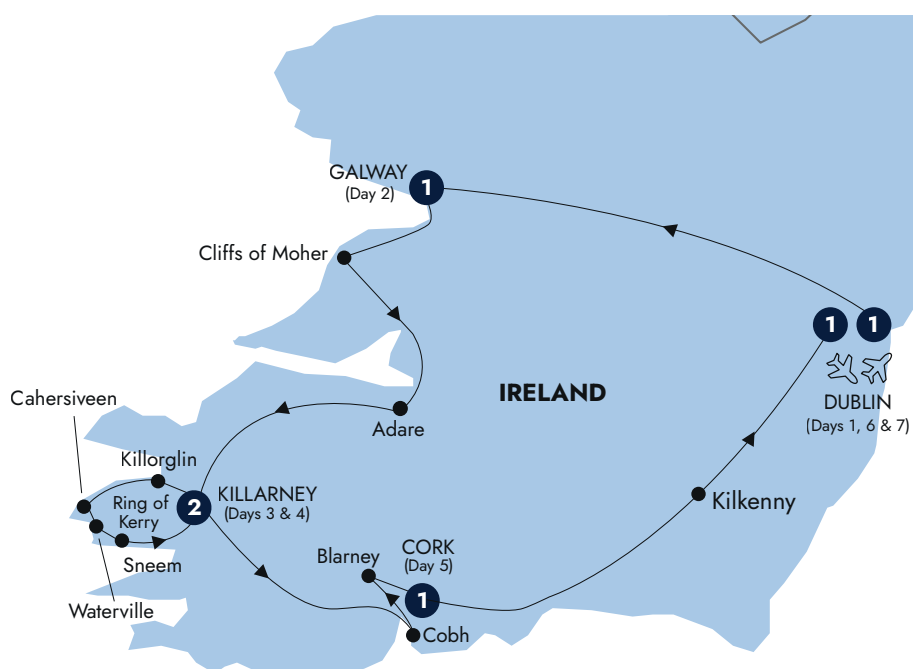 GALWAY
(Day 2)
1
Cliffs of Moher
1
1
DUBLIN
(Days 1, 6 & 7)
IRELAND
Cahersiveen
Adare
Killorglin
Ring of
Kerry
2
KILLARNEY
(Days 3 & 4)
Kilkenny
Sneem
Waterville
Blarney
CORK
(Day 5)
1
Cobh